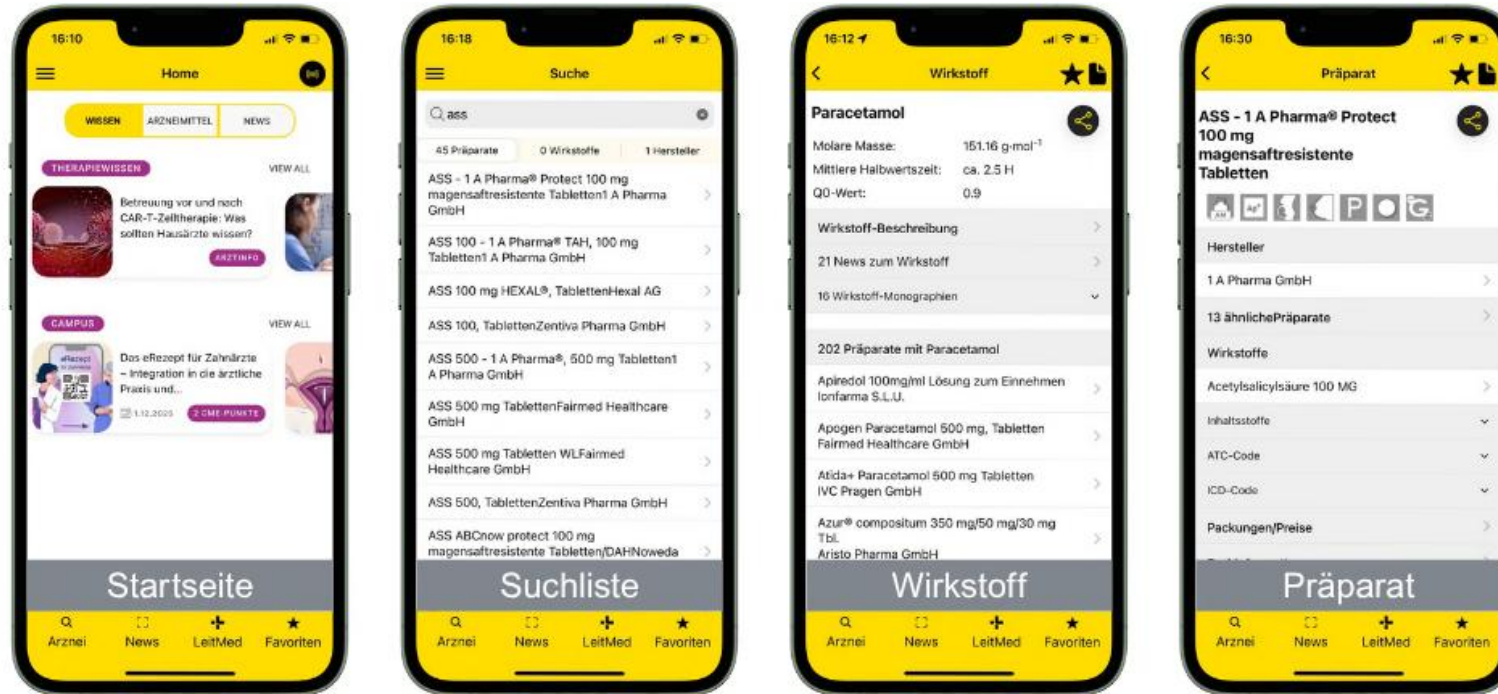 16:10
Home
WISSEN
ARZNEIMITTEL
NEWS
THERAPIEWISSEN
VIEW ALL
Betreuung vor und nach
CAR-T-Zelltherapie: Was
sollten Hausärzte wissen?
ARZTINFO
CAMPUS
VIEW ALL
eRezept
Das eRezept für Zahnärzte
– Integration in die ärztliche
Praxis und...
1.12.2025
2 CME-PUNKTE
Startseite
Arznei
News
LeitMed
Favoriten
16:18
Suche
ass
45 Präparate
0 Wirkstoffe
1 Hersteller
ASS - 1 A Pharma® Protect 100 mg
magensaftresistente Tabletten1 A Pharma
GmbH
ASS 100 - 1 A Pharma® TAH, 100 mg
Tabletten1 A Pharma GmbH
ASS 100 mg HEXAL®, TablettenHexal AG
ASS 100, TablettenZentiva Pharma GmbH
ASS 500 - 1 A Pharma®, 500 mg Tabletten1
A Pharma GmbH
ASS 500 mg TablettenFairmed Healthcare
GmbH
ASS 500 mg Tabletten WLFairmed
Healthcare GmbH
ASS 500, TablettenZentiva Pharma GmbH
ASS ABCnow protect 100 mg
magensaftresistente Tabletten/DAHNoweda
Suchliste
Arznei
News
LeitMed
Favoriten
16:12
Wirkstoff
Paracetamol
Molare Masse: 151.16 g·mol⁻¹
Mittlere Halbwertszeit: ca. 2.5 H
Q0-Wert: 0.9
Wirkstoff-Beschreibung
21 News zum Wirkstoff
16 Wirkstoff-Monographien
202 Präparate mit Paracetamol
Apiredol 100mg/ml Lösung zum Einnehmen
Ionfarma S.L.U.
Apogen Paracetamol 500 mg, Tabletten
Fairmed Healthcare GmbH
Atida+ Paracetamol 500 mg Tabletten
IVC Pragen GmbH
Azur® compositum 350 mg/50 mg/30 mg
Tbl.
Aristo Pharma GmbH
Wirkstoff
Arznei
News
LeitMed
Favoriten
16:30
Präparat
ASS - 1 A Pharma® Protect
100 mg
magensaftresistente
Tabletten
AM
P
G
Hersteller
1 A Pharma GmbH
13 ähnlichePräparate
Wirkstoffe
Acetylsalicylsäure 100 MG
Inhaltsstoffe
ATC-Code
ICD-Code
Packungen/Preise
Präparat
Arznei
News
LeitMed
Favoriten